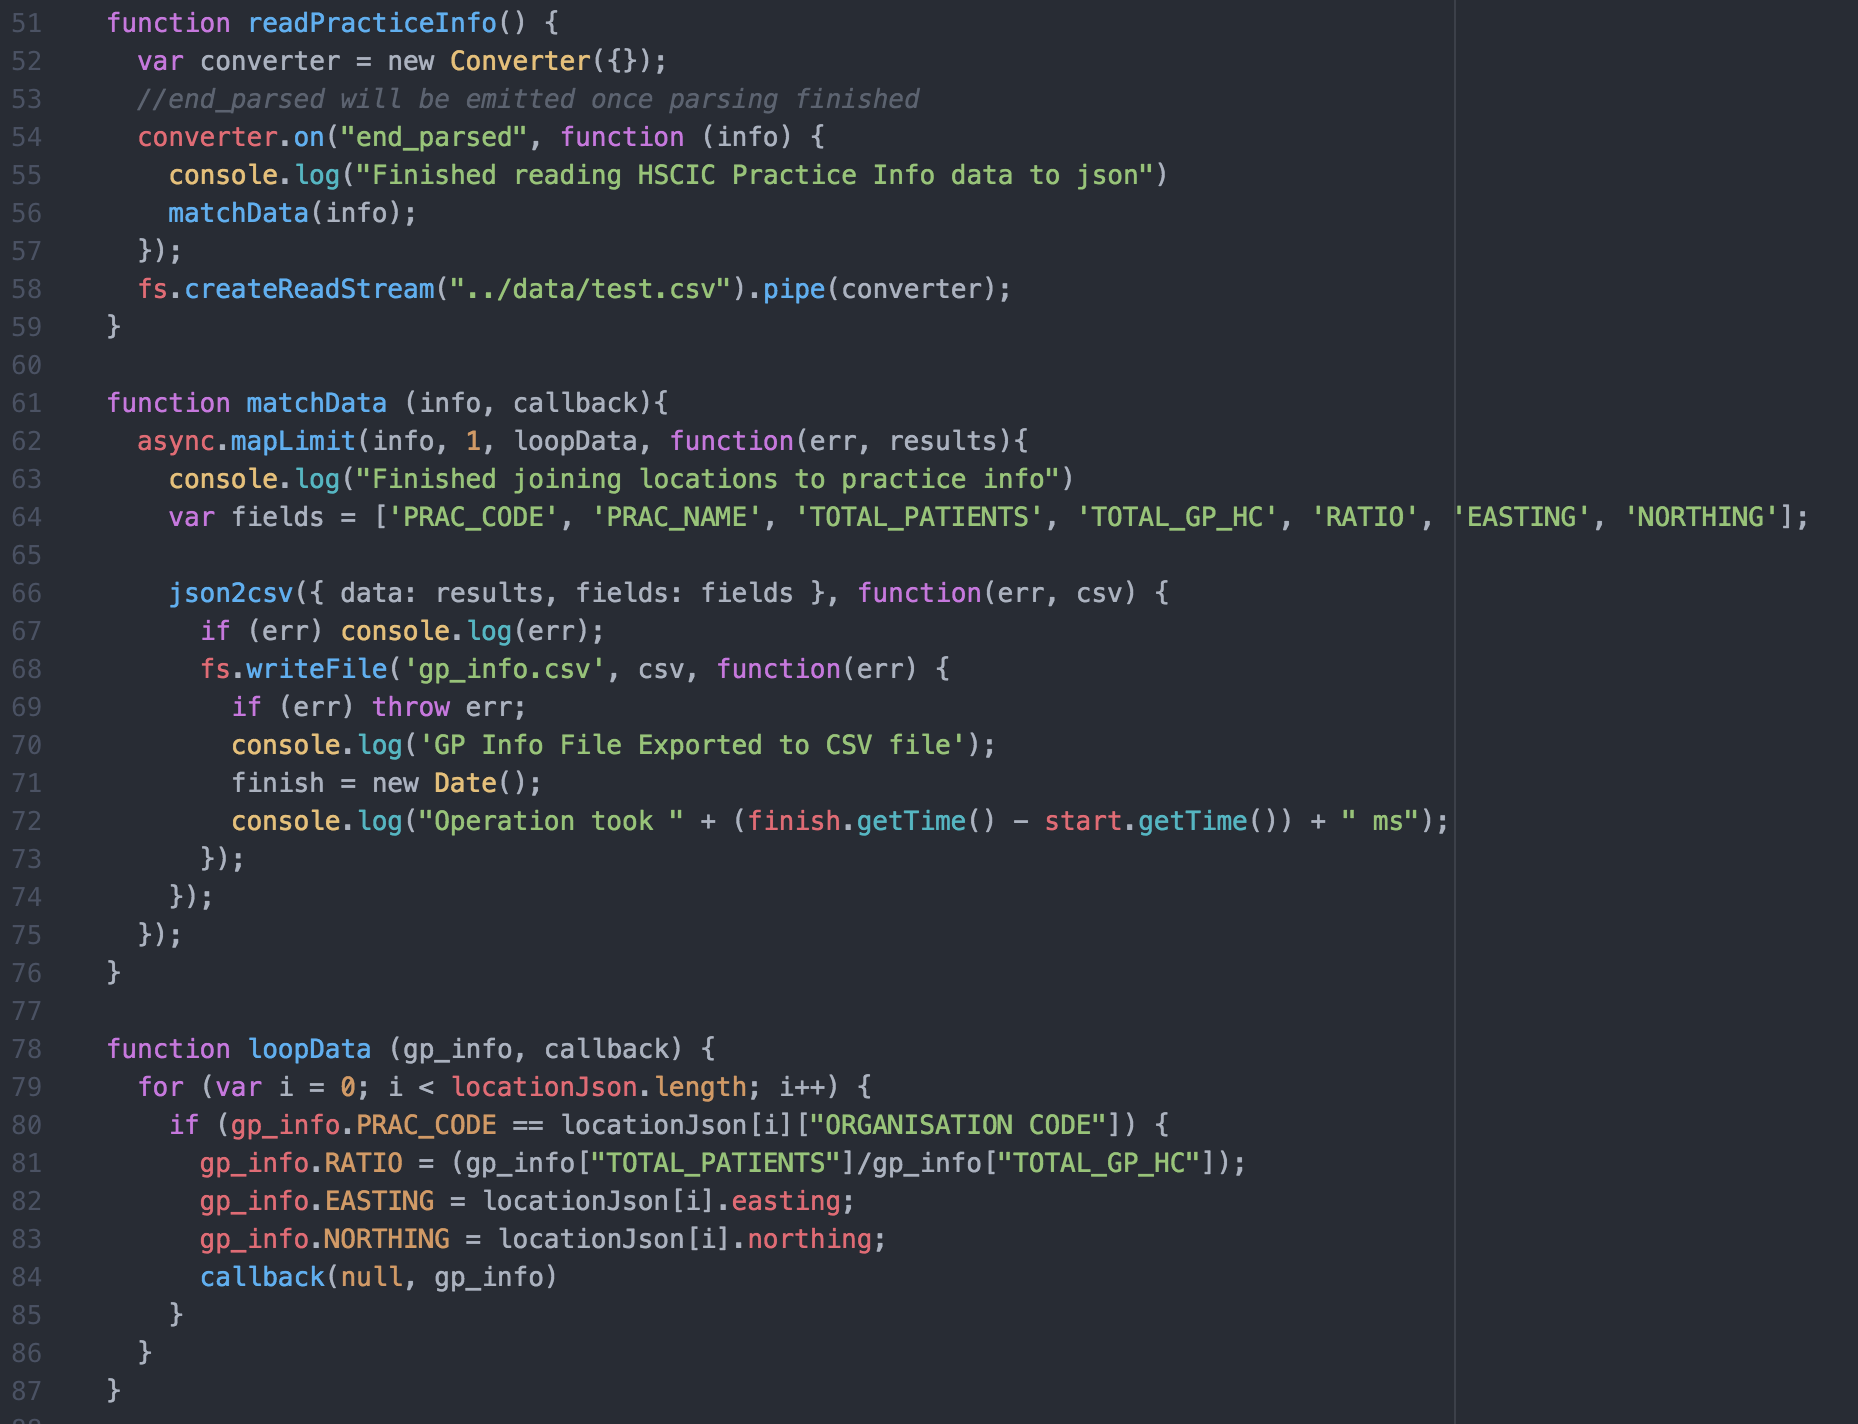 51 function readPracticeInfo() {
52 var converter = new Converter({});
53 //end_parsed will be emitted once parsing finished
54 converter.on("end_parsed", function (info) {
55 console.log("Finished reading HSCIC Practice Info data to json")
56 matchData(info);
57 });
58 fs.createReadStream("../data/test.csv").pipe(converter);
59 }
60
61 function matchData (info, callback){
62 async.mapLimit(info, 1, loopData, function(err, results){
63 console.log("Finished joining locations to practice info")
64 var fields = ['PRAC_CODE', 'PRAC_NAME', 'TOTAL_PATIENTS', 'TOTAL_GP_HC', 'RATIO', 'EASTING', 'NORTHING'];
65
66 json2csv({ data: results, fields: fields }, function(err, csv) {
67 if (err) console.log(err);
68 fs.writeFile('gp_info.csv', csv, function(err) {
69 if (err) throw err;
70 console.log('GP Info File Exported to CSV file');
71 finish = new Date();
72 console.log("Operation took " + (finish.getTime() - start.getTime()) + " ms");
73 });
74 });
75 });
76 }
77
78 function loopData (gp_info, callback) {
79 for (var i = 0; i < locationJson.length; i++) {
80 if (gp_info.PRAC_CODE == locationJson[i]["ORGANISATION CODE"]) {
81 gp_info.RATIO = (gp_info["TOTAL_PATIENTS"]/gp_info["TOTAL_GP_HC"]);
82 gp_info.EASTING = locationJson[i].easting;
83 gp_info.NORTHING = locationJson[i].northing;
84 callback(null, gp_info)
85 }
86 }
87 }